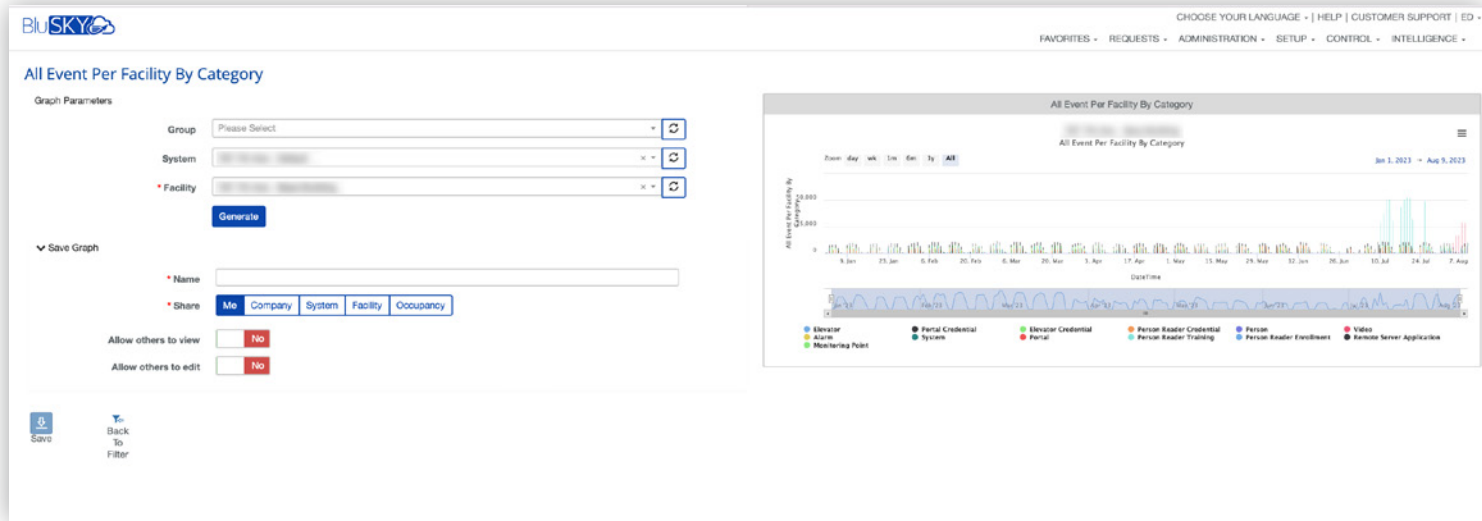 BluSKY
CHOOSE YOUR LANGUAGE | HELP | CUSTOMER SUPPORT | ED
FAVORITES REQUESTS ADMINISTRATION SETUP CONTROL INTELLIGENCE
All Event Per Facility By Category
Graph Parameters
Group Please Select
System
* Facility
Generate
Save Graph
* Name
* Share Me Company System Facility Occupancy
Allow others to view No
Allow others to edit No
Save
Back
To
Filter
All Event Per Facility By Category
All Event Per Facility By Category
Zoom day wk 1m 6m 1y All
Jan 1, 2023 → Aug 9, 2023
All Event Per Facility By
Category
0
9. Jan 23. Jan 6. Feb 20. Feb 6. Mar 20. Mar 3. Apr 17. Apr 1. May 15. May 29. May 12. Jun 26. Jun 10. Jul 24. Jul 7. Aug
DateTime
Elevator Portal Credential Elevator Credential Person Reader Credential Person Video
Alarm System Portal Person Reader Training Person Reader Enrollment Remote Server Application
Monitoring Point